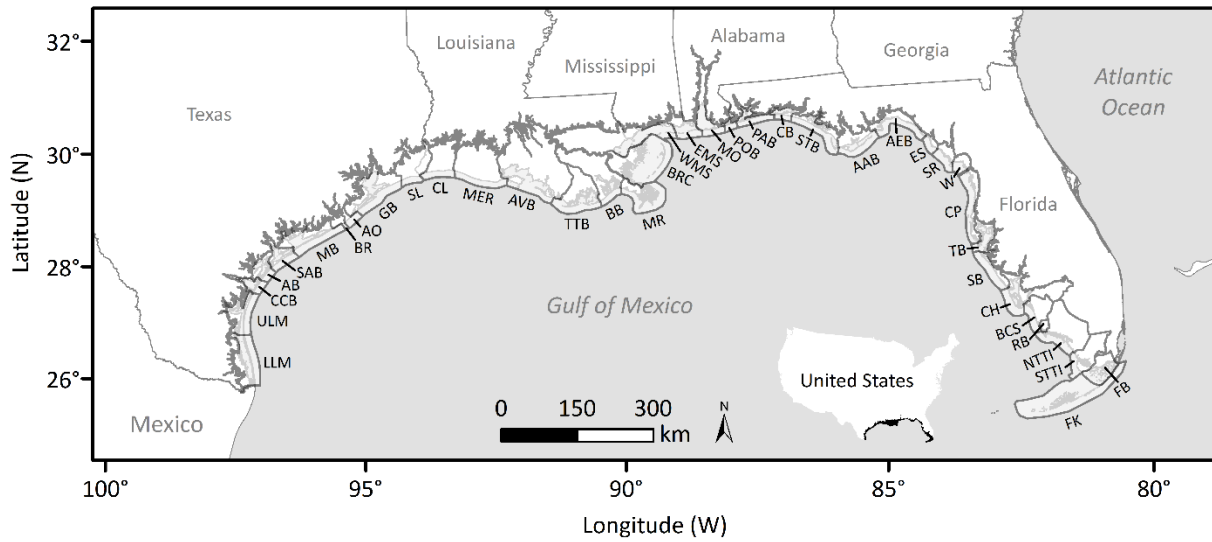 32°
30°
28°
26°
Latitude (N)
Louisiana
Mississippi
Alabama
Georgia
Texas
Florida
Mexico
Atlantic
Ocean
Gulf of Mexico
LLM
ULM
CCB
AB
SAB
MB
BR
AO
GB
SL
CL
MER
AVB
TTB
BB
MR
BRC
WMS
EMS
MO
POB
PAB
CB
STB
AAB
AEB
ES
SR
W
CP
TB
SB
CH
BCS
RB
NTTI
STTI
FB
FK
United States
0 150 300
km
N
100° 95° 90° 85° 80°
Longitude (W)